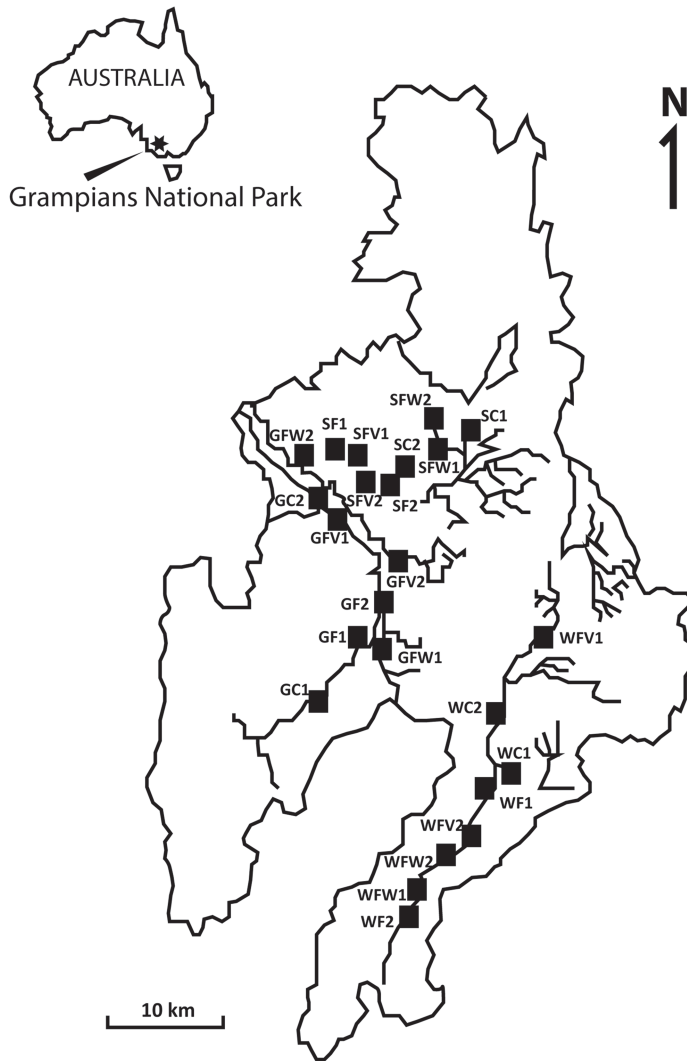 AUSTRALIA
N
Grampians National Park
SFW2
SC1
SF1
SFV1
GFW2
SC2
SFW1
GC2
SFV2
SF2
GFV1
GFV2
GF2
GF1
WFV1
GFW1
GC1
WC2
WC1
WF1
WFV2
WFW2
WFW1
WF2
10 km